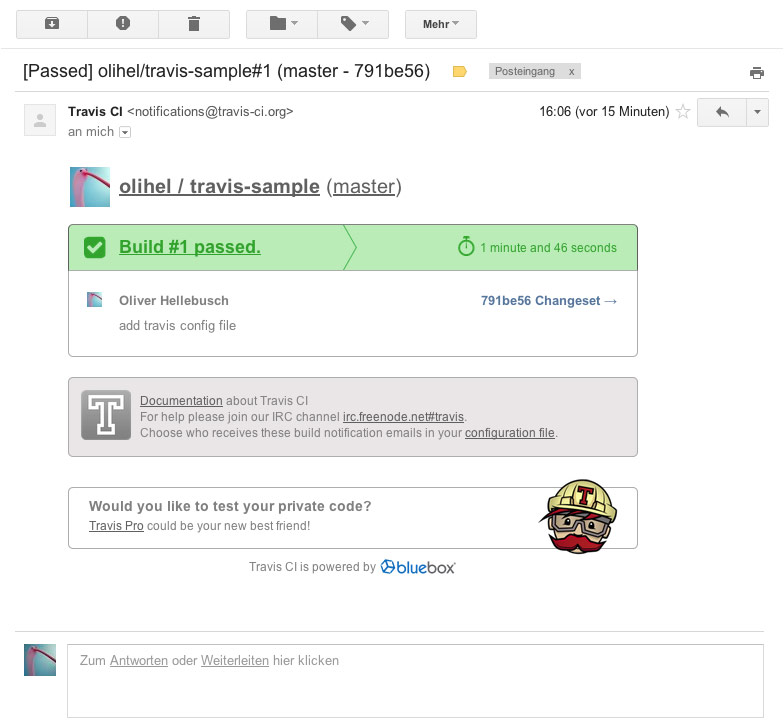 Mehr
[Passed] olihel/travis-sample#1 (master - 791be56) Posteingang x
Travis CI <notifications@travis-ci.org> 16:06 (vor 15 Minuten)
an mich
olihel / travis-sample (master)
Build #1 passed. 1 minute and 46 seconds
Oliver Hellebusch 791be56 Changeset →
add travis config file
T
Documentation about Travis CI
For help please join our IRC channel irc.freenode.net#travis.
Choose who receives these build notification emails in your configuration file.
Would you like to test your private code?
Travis Pro could be your new best friend!
T
Travis CI is powered by bluebox
Zum Antworten oder Weiterleiten hier klicken